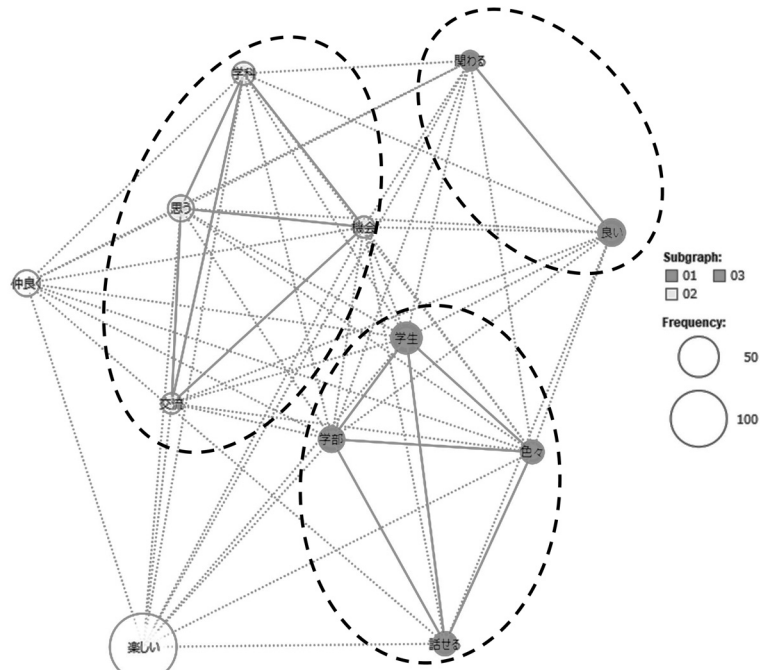 学科
関わる
思う
機会
良い
仲良く
学生
交流
学部
色々
楽しい
話せる
Subgraph:
01 03
02
Frequency:
50
100